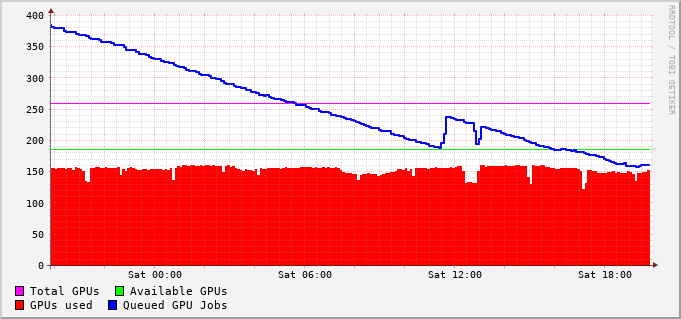 400
350
300
250
200
150
100
50
0
Sat 00:00 Sat 06:00 Sat 12:00 Sat 18:00
Total GPUs Available GPUs
GPUs used Queued GPU Jobs
RRDTOOL / TOBI OETIKER